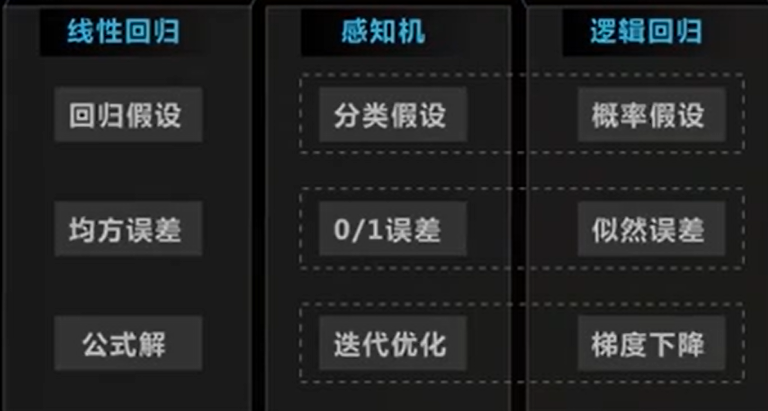 线性回归
感知机
逻辑回归
回归假设
分类假设
概率假设
均方误差
0/1误差
似然误差
公式解
迭代优化
梯度下降